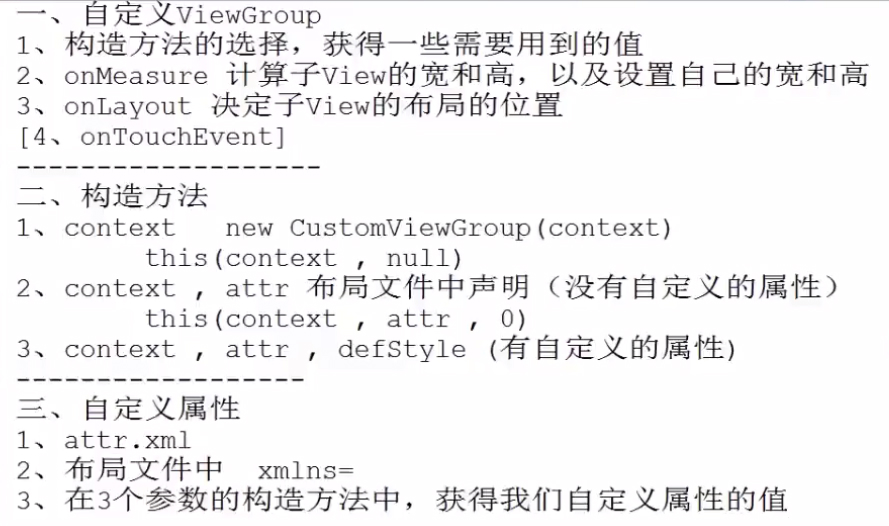 一、自定义ViewGroup
1、构造方法的选择，获得一些需要用到的值
2、onMeasure 计算子View的宽和高，以及设置自己的宽和高
3、onLayout 决定子View的布局的位置
[4、onTouchEvent]
-------------------
二、构造方法
1、context   new CustomViewGroup(context)
        this(context , null)
2、context , attr 布局文件中声明（没有自定义的属性）
        this(context , attr , 0)
3、context , attr , defStyle (有自定义的属性)
------------------
三、自定义属性
1、attr.xml
2、布局文件中  xmlns=
3、在3个参数的构造方法中，获得我们自定义属性的值